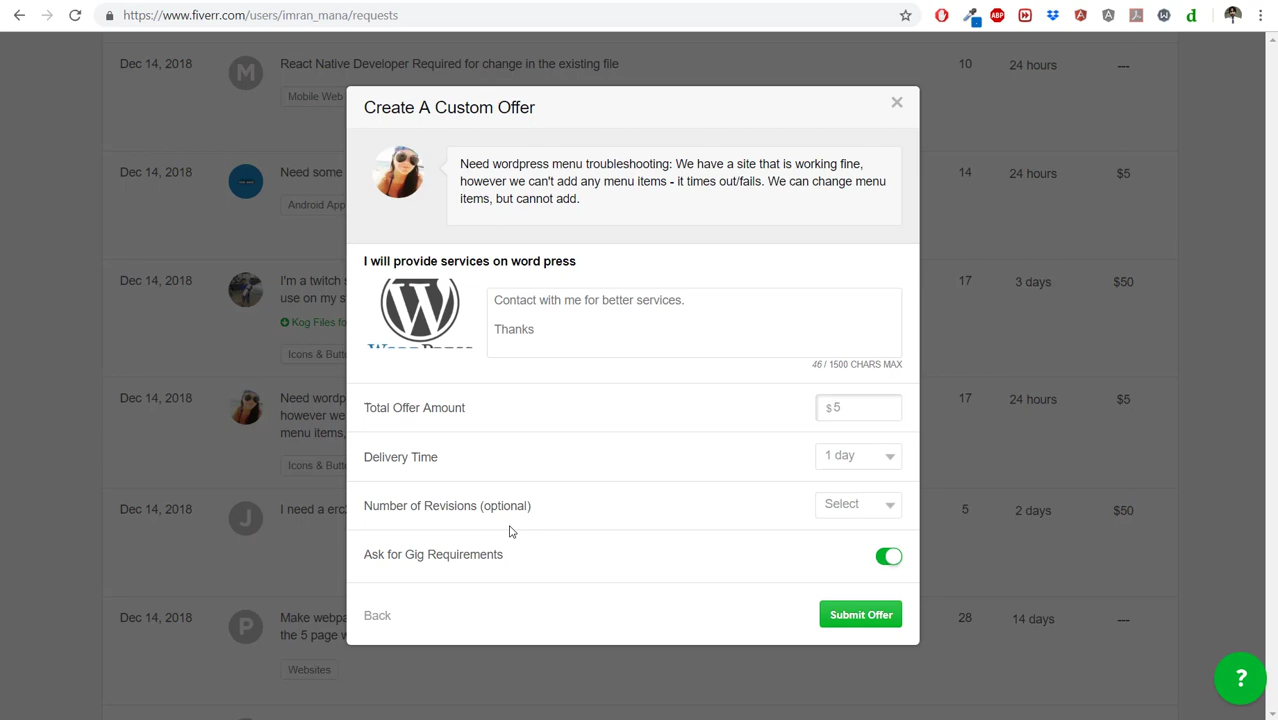 https://www.fiverr.com/users/imran_mana/requests
ABP
Dec 14, 2018 M React Native Developer Required for change in the existing file 10 24 hours ---
Mobile Web
Create A Custom Offer
Need wordpress menu troubleshooting: We have a site that is working fine,
however we can't add any menu items - it times out/fails. We can change menu
items, but cannot add.
Dec 14, 2018 Need some 14 24 hours $5
Android App
I will provide services on word press
Contact with me for better services.
Thanks
46 / 1500 CHARS MAX
Dec 14, 2018 I'm a twitch s 17 3 days $50
use on my s
Kog Files fo
Icons & Butt
Total Offer Amount
$5
Dec 14, 2018 Need wordp 17 24 hours $5
however we
menu items,
Icons & Butt
Delivery Time
1 day
Number of Revisions (optional)
Select
Dec 14, 2018 J I need a erc 5 2 days $50
Ask for Gig Requirements
Back
Submit Offer
Dec 14, 2018 P Make webpa 28 14 days ---
the 5 page w
Websites
?